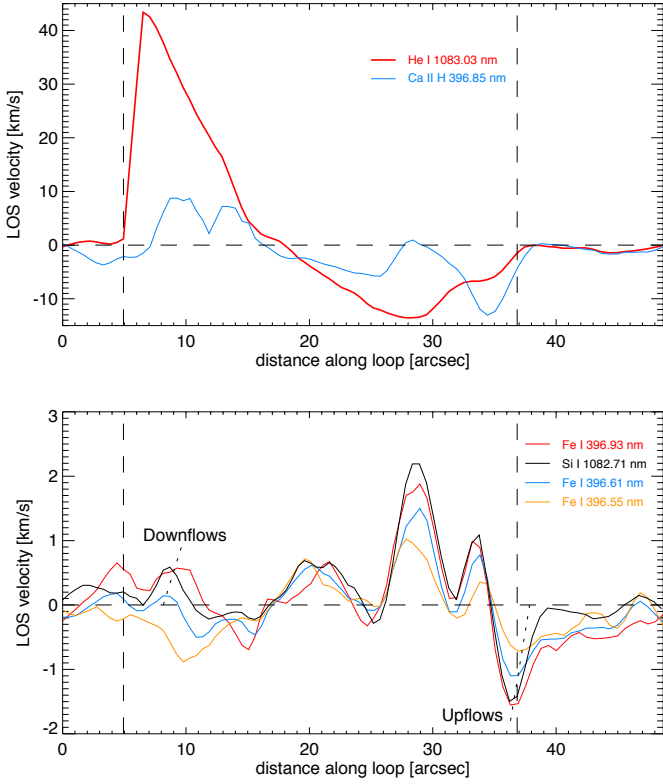 40
30
20
10
0
-10
LOS velocity [km/s]
He I 1083.03 nm
Ca II H 396.85 nm
0 10 20 30 40
distance along loop [arcsec]
3
2
1
0
-1
-2
LOS velocity [km/s]
Fe I 396.93 nm
Si I 1082.71 nm
Fe I 396.61 nm
Fe I 396.55 nm
Downflows
Upflows
0 10 20 30 40
distance along loop [arcsec]